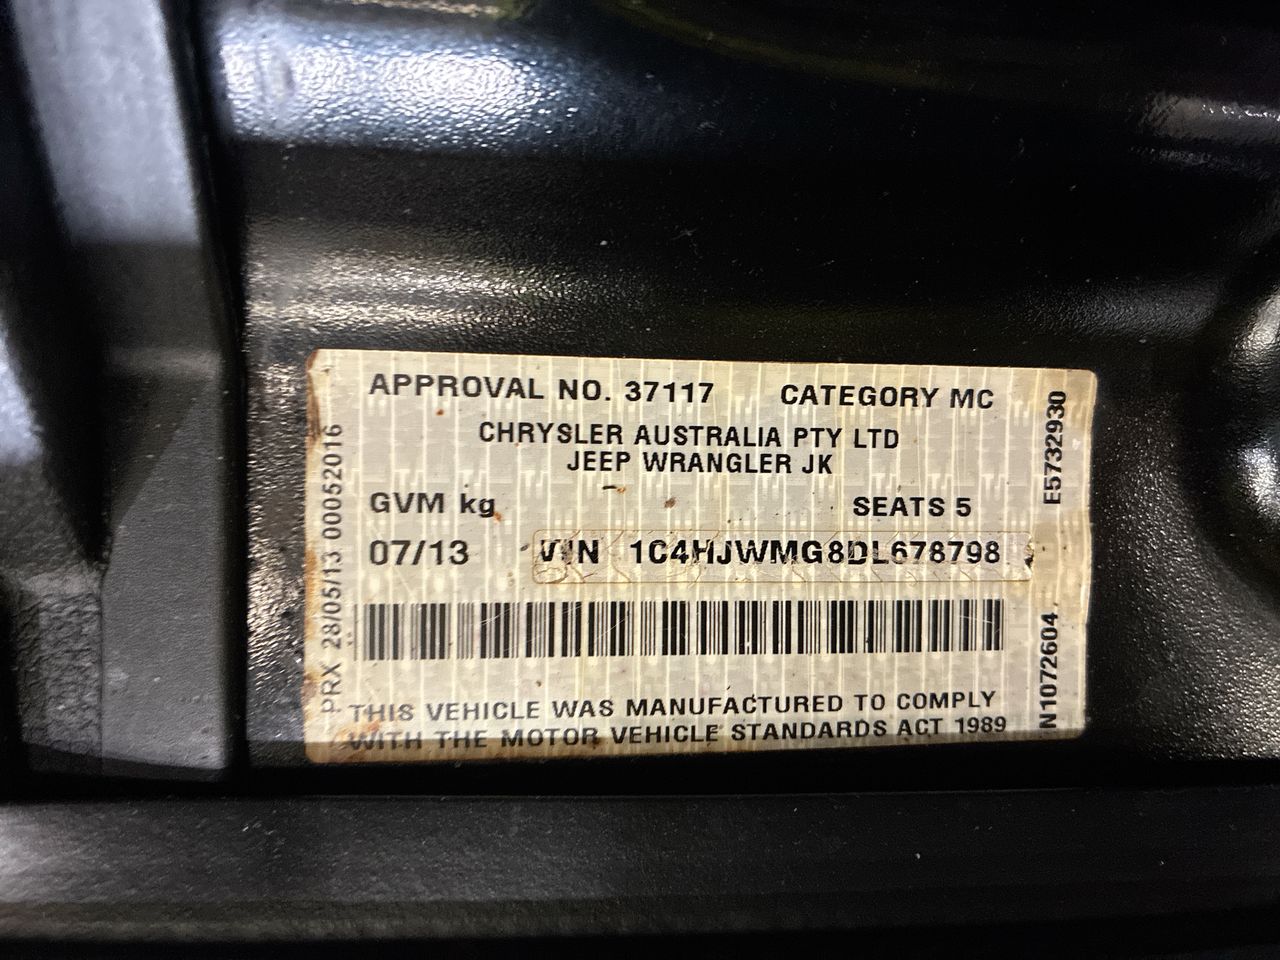 APPROVAL NO. 37117 CATEGORY MC
CHRYSLER AUSTRALIA PTY LTD
JEEP WRANGLER JK
GVM kg SEATS 5
07/13 VIN 1C4HJWMG8DL678798
THIS VEHICLE WAS MANUFACTURED TO COMPLY
WITH THE MOTOR VEHICLE STANDARDS ACT 1989
PRX 28/05/13 00052016
E5732930
N1072604